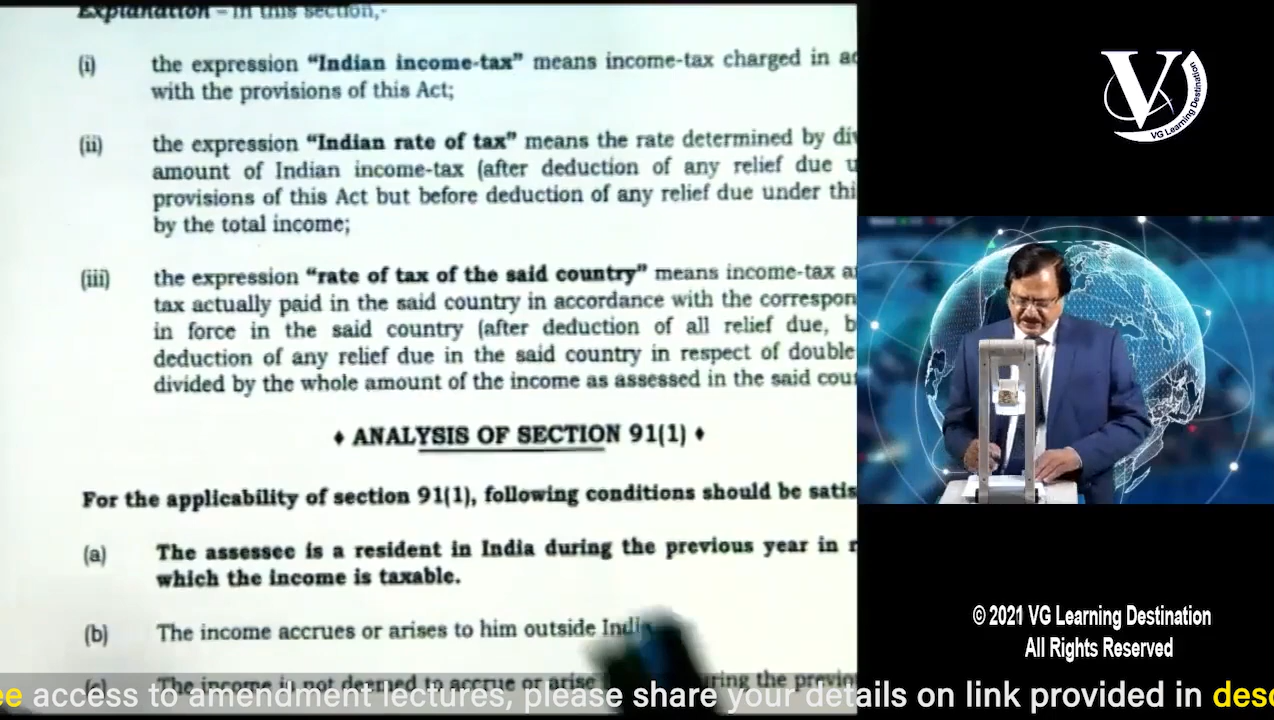 Explanation – In this section,-
(i) the expression “Indian income-tax” means income-tax charged in
with the provisions of this Act;
(ii) the expression “Indian rate of tax” means the rate determined by
amount of Indian income-tax (after deduction of any relief due
provisions of this Act but before deduction of any relief due under
by the total income;
(iii) the expression “rate of tax of the said country” means income-tax
tax actually paid in the said country in accordance with the
in force in the said country (after deduction of all relief due,
deduction of any relief due in the said country in respect of double
divided by the whole amount of the income as assessed in the said
♦ ANALYSIS OF SECTION 91(1) ♦
For the applicability of section 91(1), following conditions should be
(a) The assessee is a resident in India during the previous year in
which the income is taxable.
(b) The income accrues or arises to him outside
(c) The income is not deemed to accrue or arise
V
VG Learning Destination
© 2021 VG Learning Destination
All Rights Reserved
access to amendment lectures, please share your details on link provided in